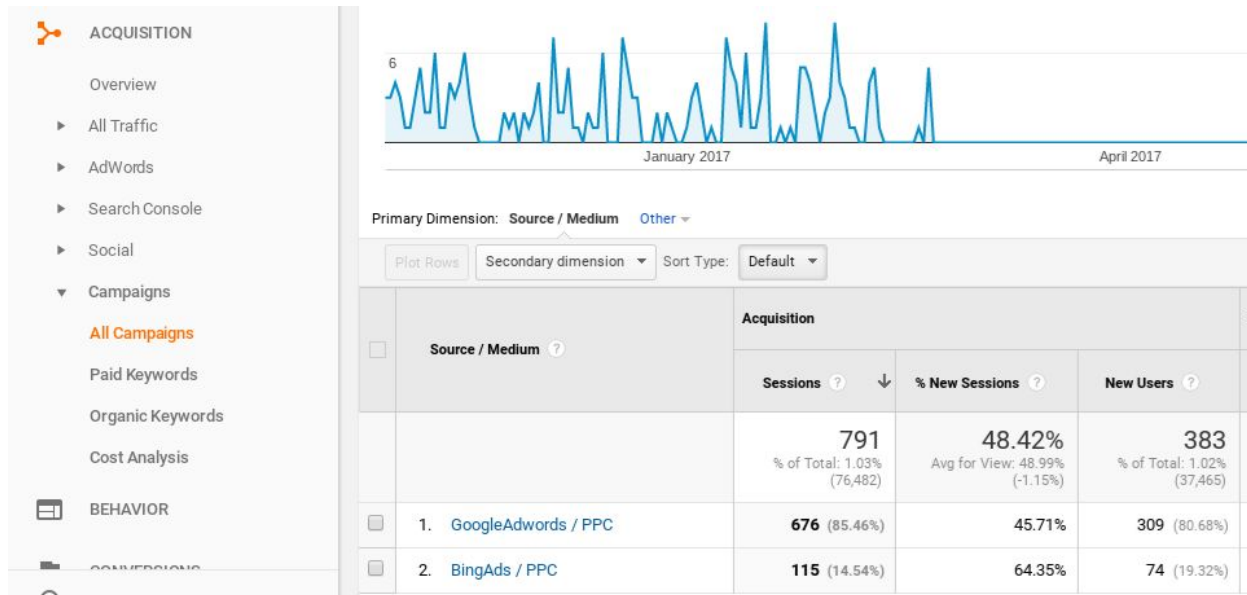 ACQUISITION
Overview
All Traffic
AdWords
Search Console
Social
Campaigns
All Campaigns
Paid Keywords
Organic Keywords
Cost Analysis
BEHAVIOR
CONVERSIONS
6
January 2017
April 2017
Primary Dimension: Source / Medium Other
Plot Rows Secondary dimension Sort Type: Default
Acquisition
Source / Medium ?
Sessions ? % New Sessions ? New Users ?
791 48.42% 383
% of Total: 1.03% Avg for View: 48.99% % of Total: 1.02%
(76,482) (-1.15%) (37,465)
1. GoogleAdwords / PPC 676 (85.46%) 45.71% 309 (80.68%)
2. BingAds / PPC 115 (14.54%) 64.35% 74 (19.32%)